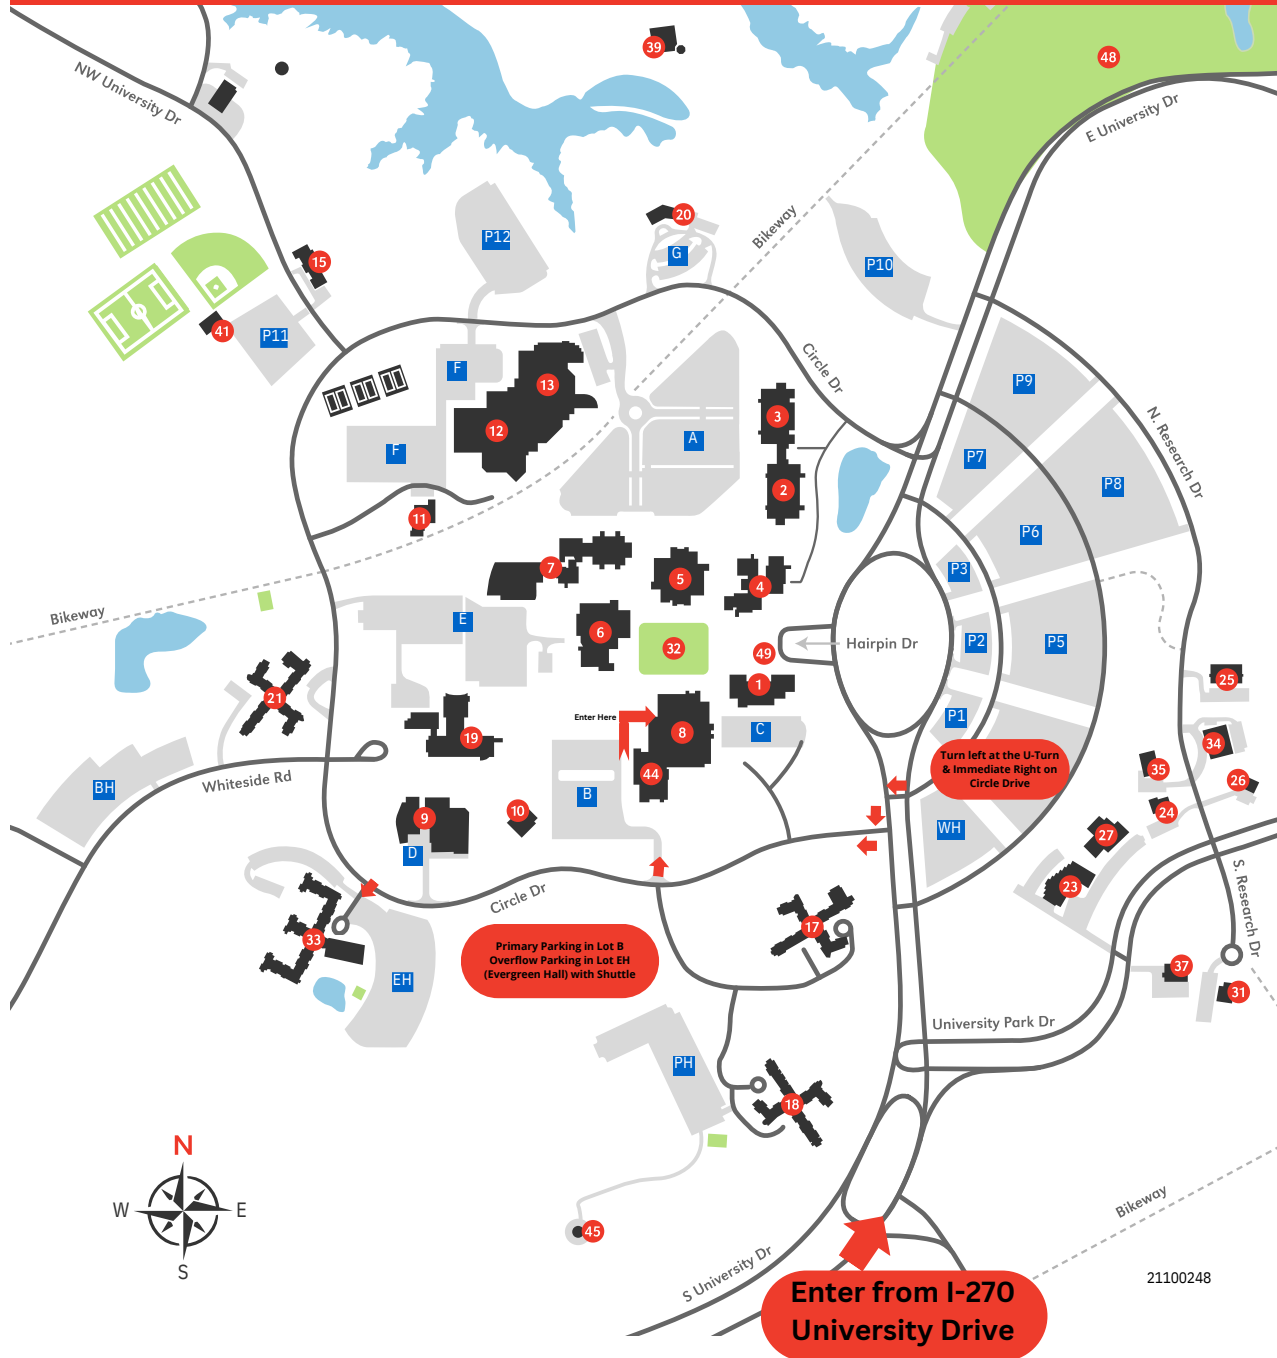 39
48
NW University Dr
E University Dr
20
P12
G
Bikeway
P10
15
41
P11
Circle Dr
F
13
P9
3
12
A
F
P7
N. Research Dr
P8
2
11
P6
7
5
4
P3
Bikeway
E
6
32
49
Hairpin Dr
P2
P5
21
1
25
Enter Here
8
C
P1
19
34
Turn left at the U-Turn
& Immediate Right on
Circle Drive
Whiteside Rd
44
35
26
BH
B
10
9
24
WH
27
D
23
S. Research Dr
Circle Dr
17
33
Primary Parking in Lot B
Overflow Parking in Lot EH
(Evergreen Hall) with Shuttle
37
EH
31
University Park Dr
PH
18
N
W
E
S
Bikeway
45
S University Dr
21100248
Enter from I-270
University Drive